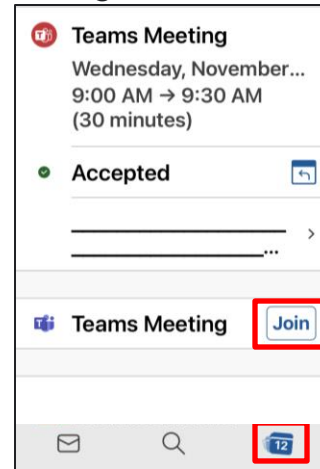 Teams Meeting
Wednesday, November...
9:00 AM → 9:30 AM
(30 minutes)
Accepted
...
Teams Meeting
Join
12